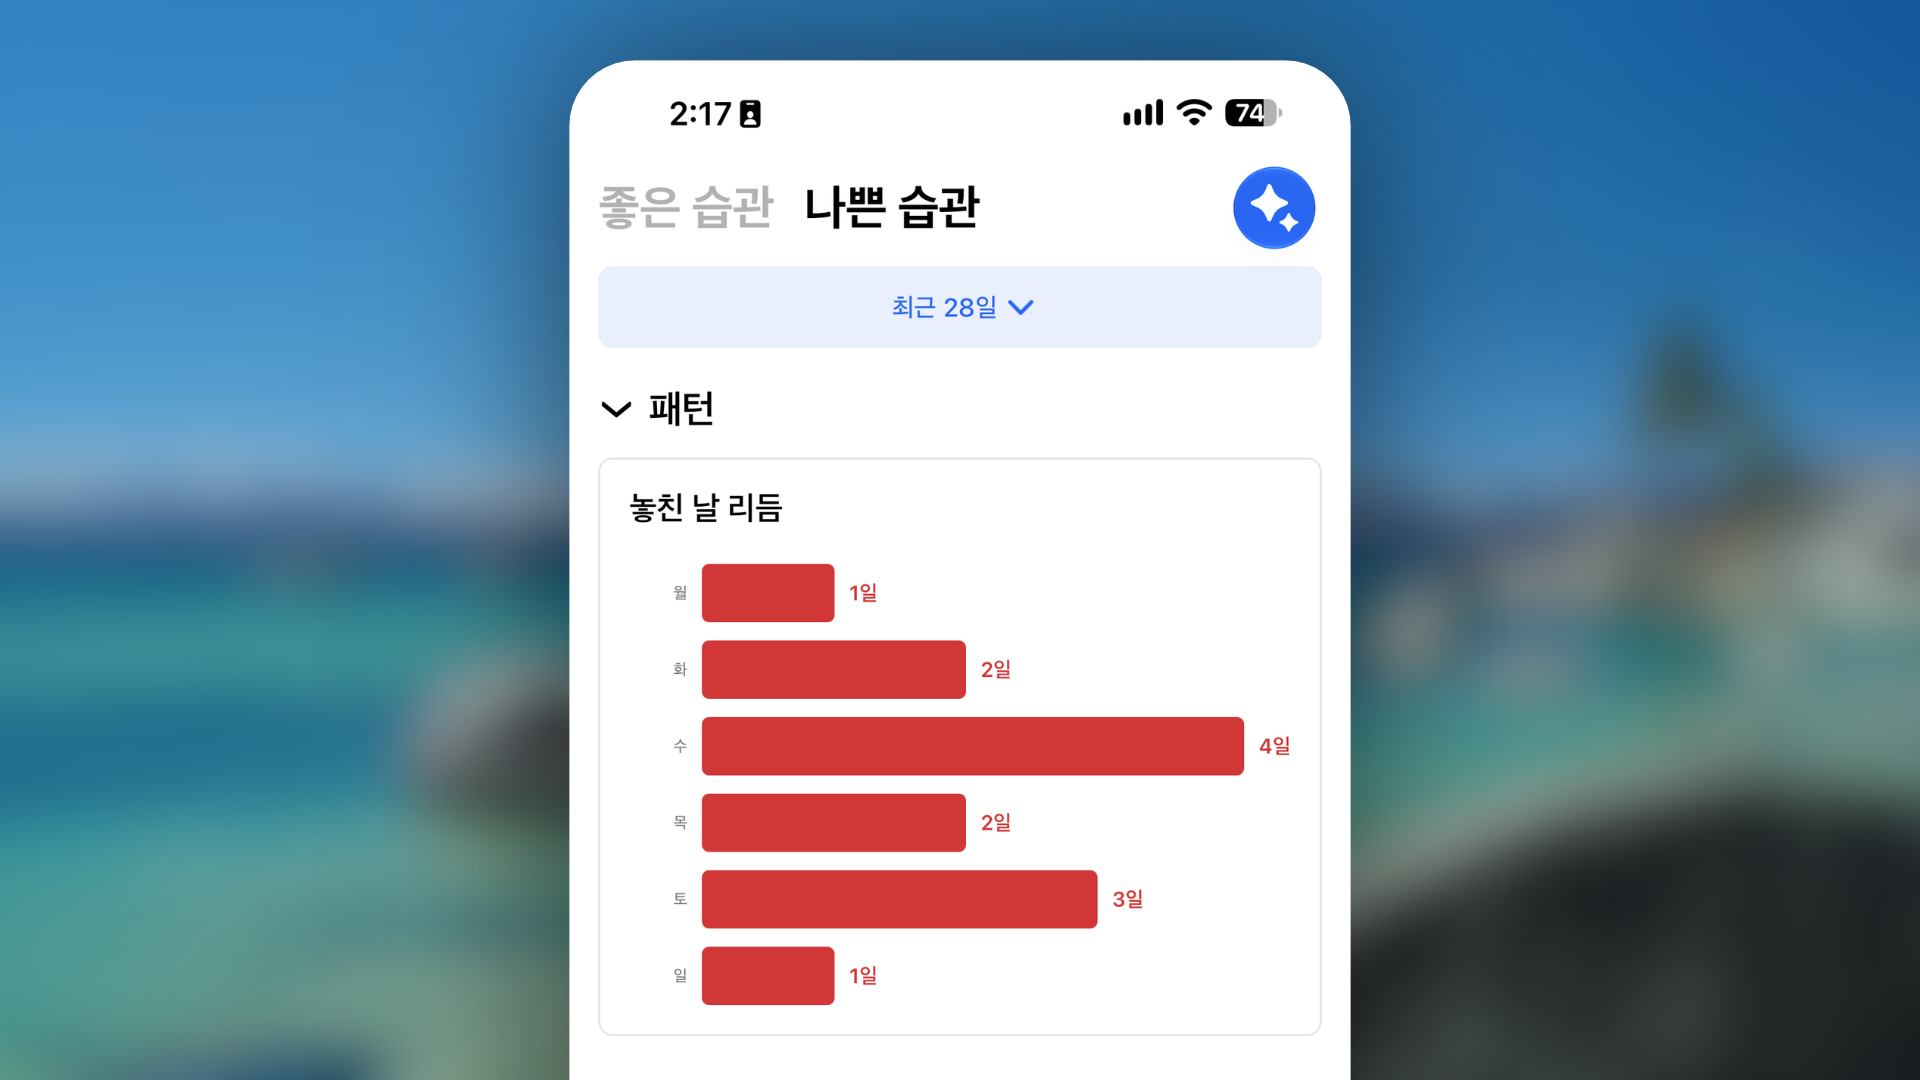 2:17
74
좋은 습관 나쁜 습관
최근 28일
패턴
놓친 날 리듬
월 1일
화 2일
수 4일
목 2일
토 3일
일 1일